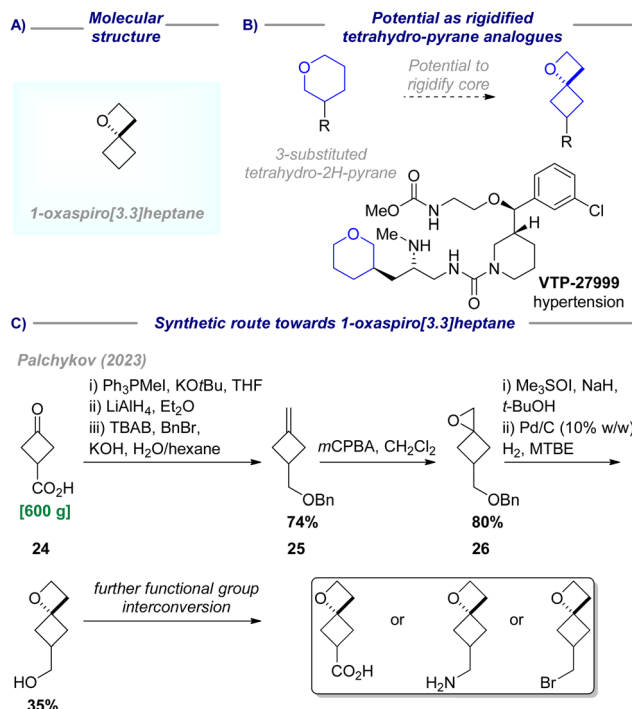 A)
Molecular
structure
O
1-oxaspiro[3.3]heptane
B)
Potential as rigidified
tetrahydro-pyrane analogues
O
R
Potential to
rigidify core
O
R
3-substituted
tetrahydro-2H-pyrane
O
MeO
N
H
O
Cl
H
O
Me
NH
H
N
N
O
VTP-27999
hypertension
C)
Synthetic route towards 1-oxaspiro[3.3]heptane
Palchykov (2023)
O
CO2H
[600 g]
24
i) Ph3PMeI, KOtBu, THF
ii) LiAlH4, Et2O
iii) TBAB, BnBr,
KOH, H2O/hexane
OBn
74%
25
mCPBA, CH2Cl2
O
OBn
80%
26
i) Me3SOI, NaH,
t-BuOH
ii) Pd/C (10% w/w)
H2, MTBE
O
HO
35%
further functional group
interconversion
O
CO2H
or
O
H2N
or
O
Br